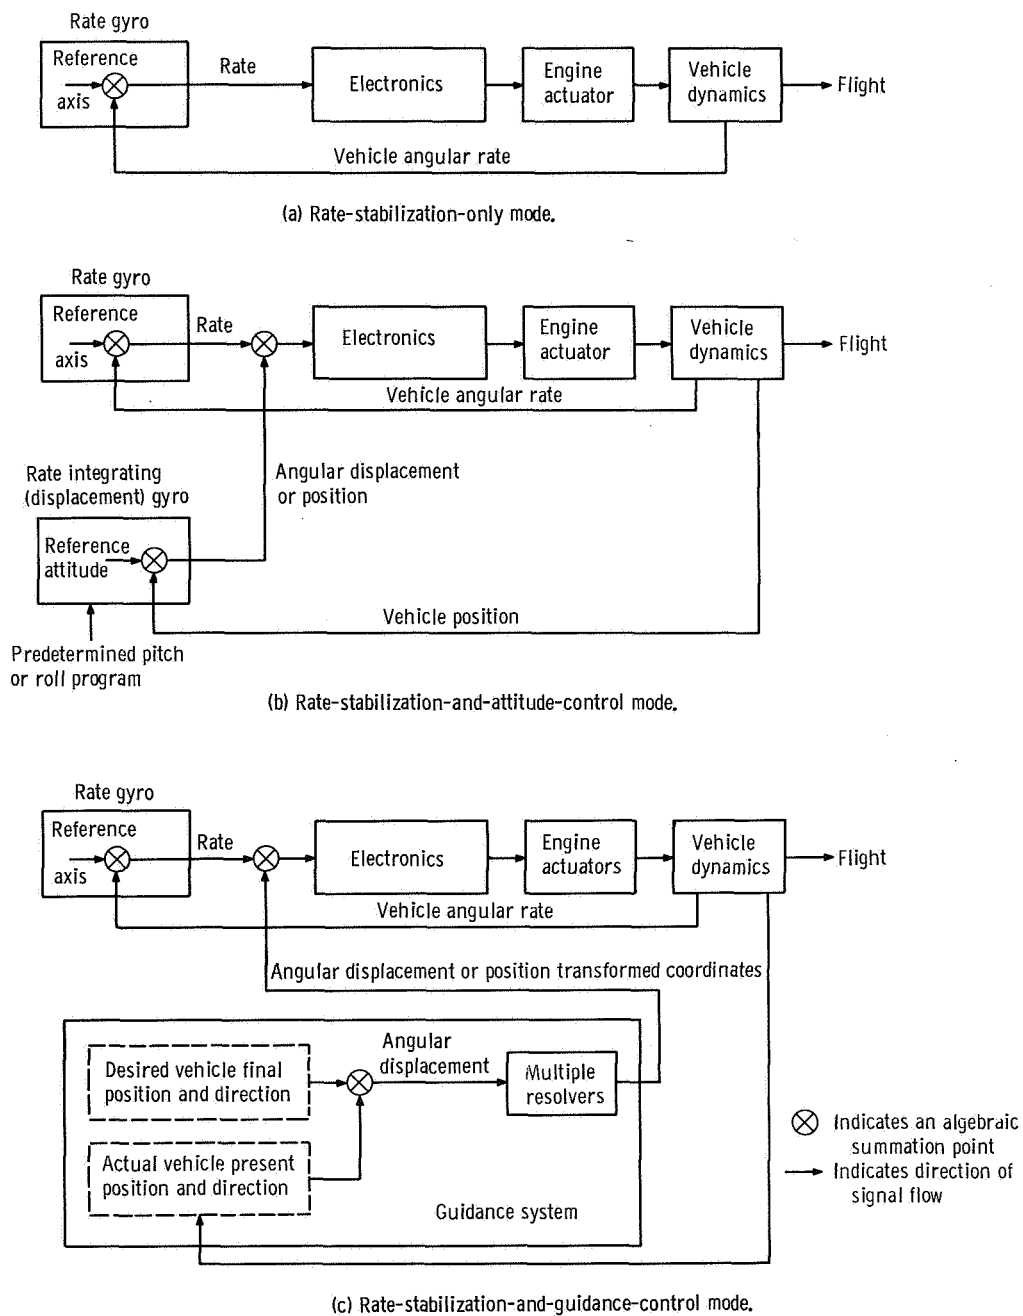 Rate gyro
Reference
axis
Rate
Electronics
Engine
actuator
Vehicle
dynamics
Flight
Vehicle angular rate
(a) Rate-stabilization-only mode.
Rate gyro
Reference
axis
Rate
Electronics
Engine
actuator
Vehicle
dynamics
Flight
Vehicle angular rate
Rate integrating
(displacement) gyro
Angular displacement
or position
Reference
attitude
Vehicle position
Predetermined pitch
or roll program
(b) Rate-stabilization-and-attitude-control mode.
Rate gyro
Reference
axis
Rate
Electronics
Engine
actuators
Vehicle
dynamics
Flight
Vehicle angular rate
Angular displacement or position transformed coordinates
Desired vehicle final
position and direction
Angular
displacement
Multiple
resolvers
Actual vehicle present
position and direction
Guidance system
Indicates an algebraic
summation point
Indicates direction of
signal flow
(c) Rate-stabilization-and-guidance-control mode.